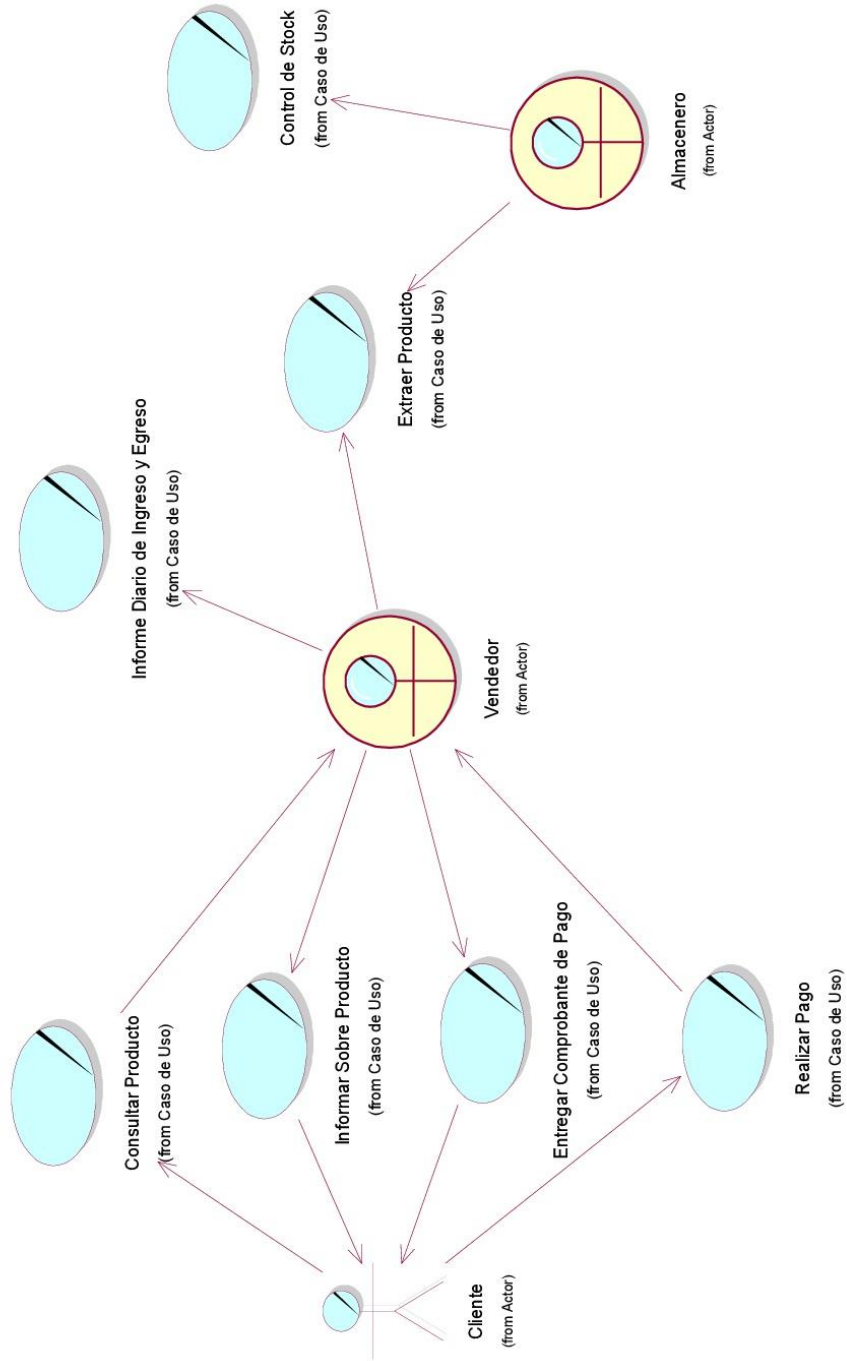 Consultar Producto
(from Caso de Uso)
Informe Diario de Ingreso y Egreso
(from Caso de Uso)
Control de Stock
(from Caso de Uso)
Informar Sobre Producto
(from Caso de Uso)
Extraer Producto
(from Caso de Uso)
Cliente
(from Actor)
Vendedor
(from Actor)
Entregar Comprobante de Pago
(from Caso de Uso)
Almacenero
(from Actor)
Realizar Pago
(from Caso de Uso)